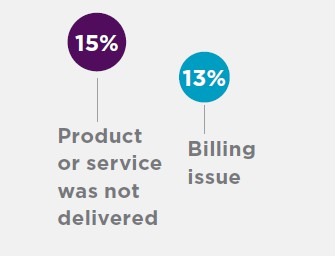 15%
Product
or service
was not
delivered
13%
Billing
issue